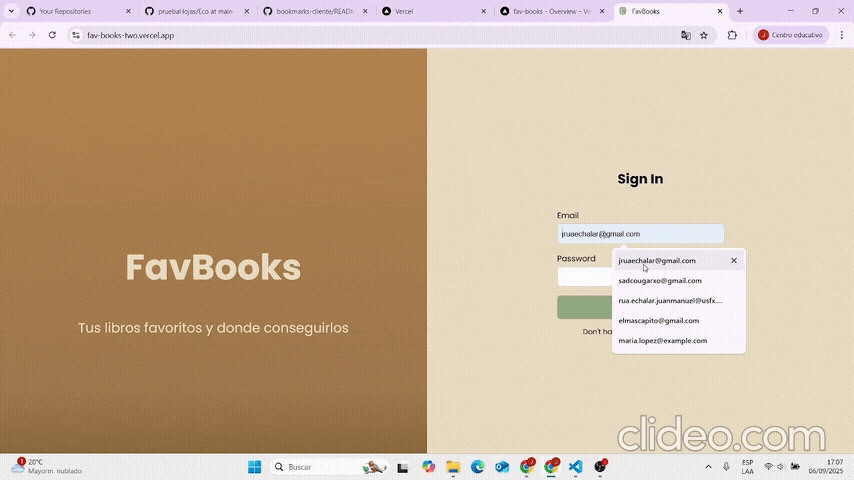 Your Repositories
pruebaHojas/Eco at main
bookmarks-cliente/READM
Vercel
fav-books - Overview – Ve
FavBooks
fav-books-two.vercel.app
J Centro educativo
FavBooks
Tus libros favoritos y donde conseguirlos
Sign In
Email
jruaechalar@gmail.com
Password
jruaechalar@gmail.com
sadcougarxo@gmail.com
rua.echalar.juanmanuel@usfx....
elmascapito@gmail.com
maria.lopez@example.com
Don't ha
clideo.com
20°C
Mayorm. nublado
Buscar
ESP
LAA
17:07
06/09/2025